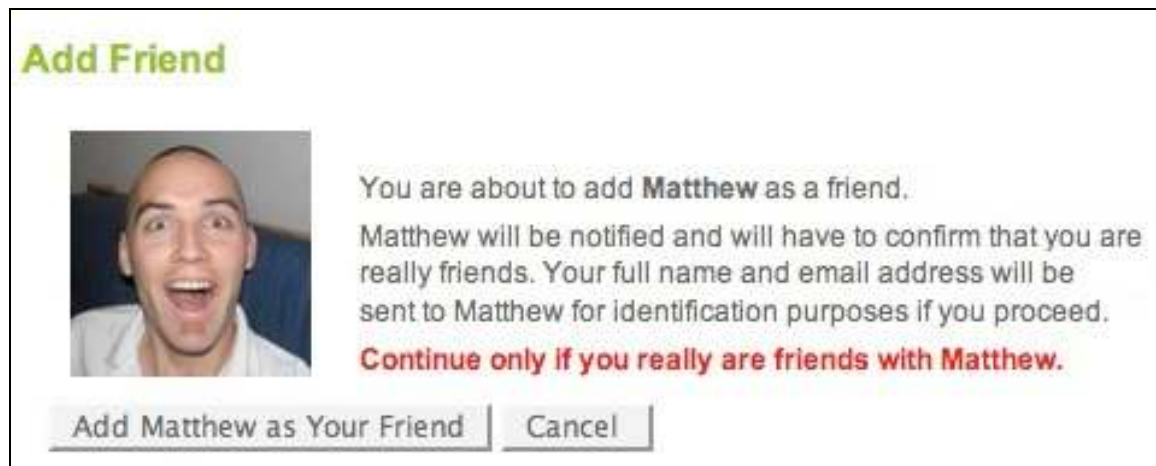 Add Friend
You are about to add Matthew as a friend.
Matthew will be notified and will have to confirm that you are
really friends. Your full name and email address will be
sent to Matthew for identification purposes if you proceed.
Continue only if you really are friends with Matthew.
Add Matthew as Your Friend
Cancel